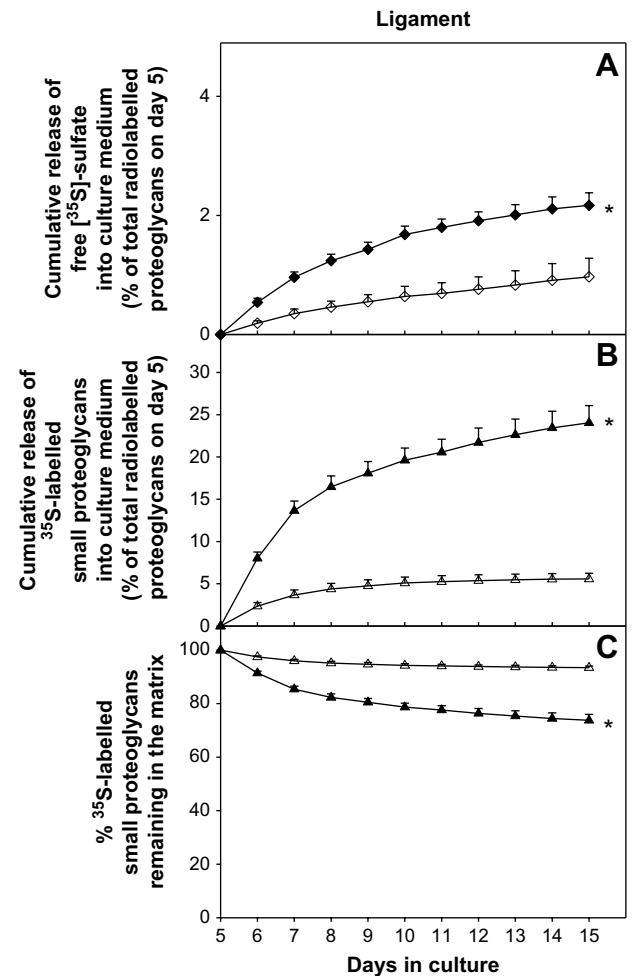 Ligament
A
Cumulative release of
free [³⁵S]-sulfate
into culture medium
(% of total radiolabelled
proteoglycans on day 5)
4
2
0
*
B
Cumulative release of
³⁵S-labelled
small proteoglycans
into culture medium
(% of total radiolabelled
proteoglycans on day 5)
30
25
20
15
10
5
0
*
C
% ³⁵S-labelled
small proteoglycans
remaining in the matrix
100
80
60
40
20
0
*
5 6 7 8 9 10 11 12 13 14 15
Days in culture